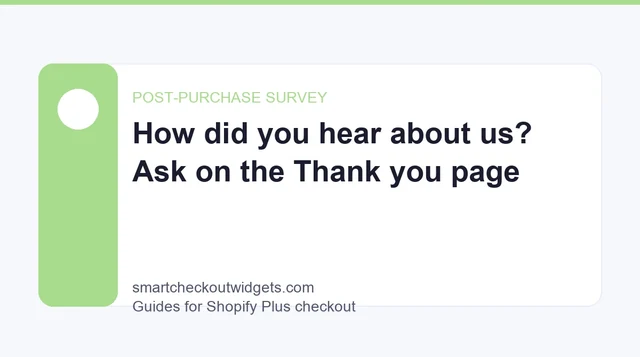 POST-PURCHASE SURVEY
How did you hear about us?
Ask on the Thank you page
smartcheckoutwidgets.com
Guides for Shopify Plus checkout